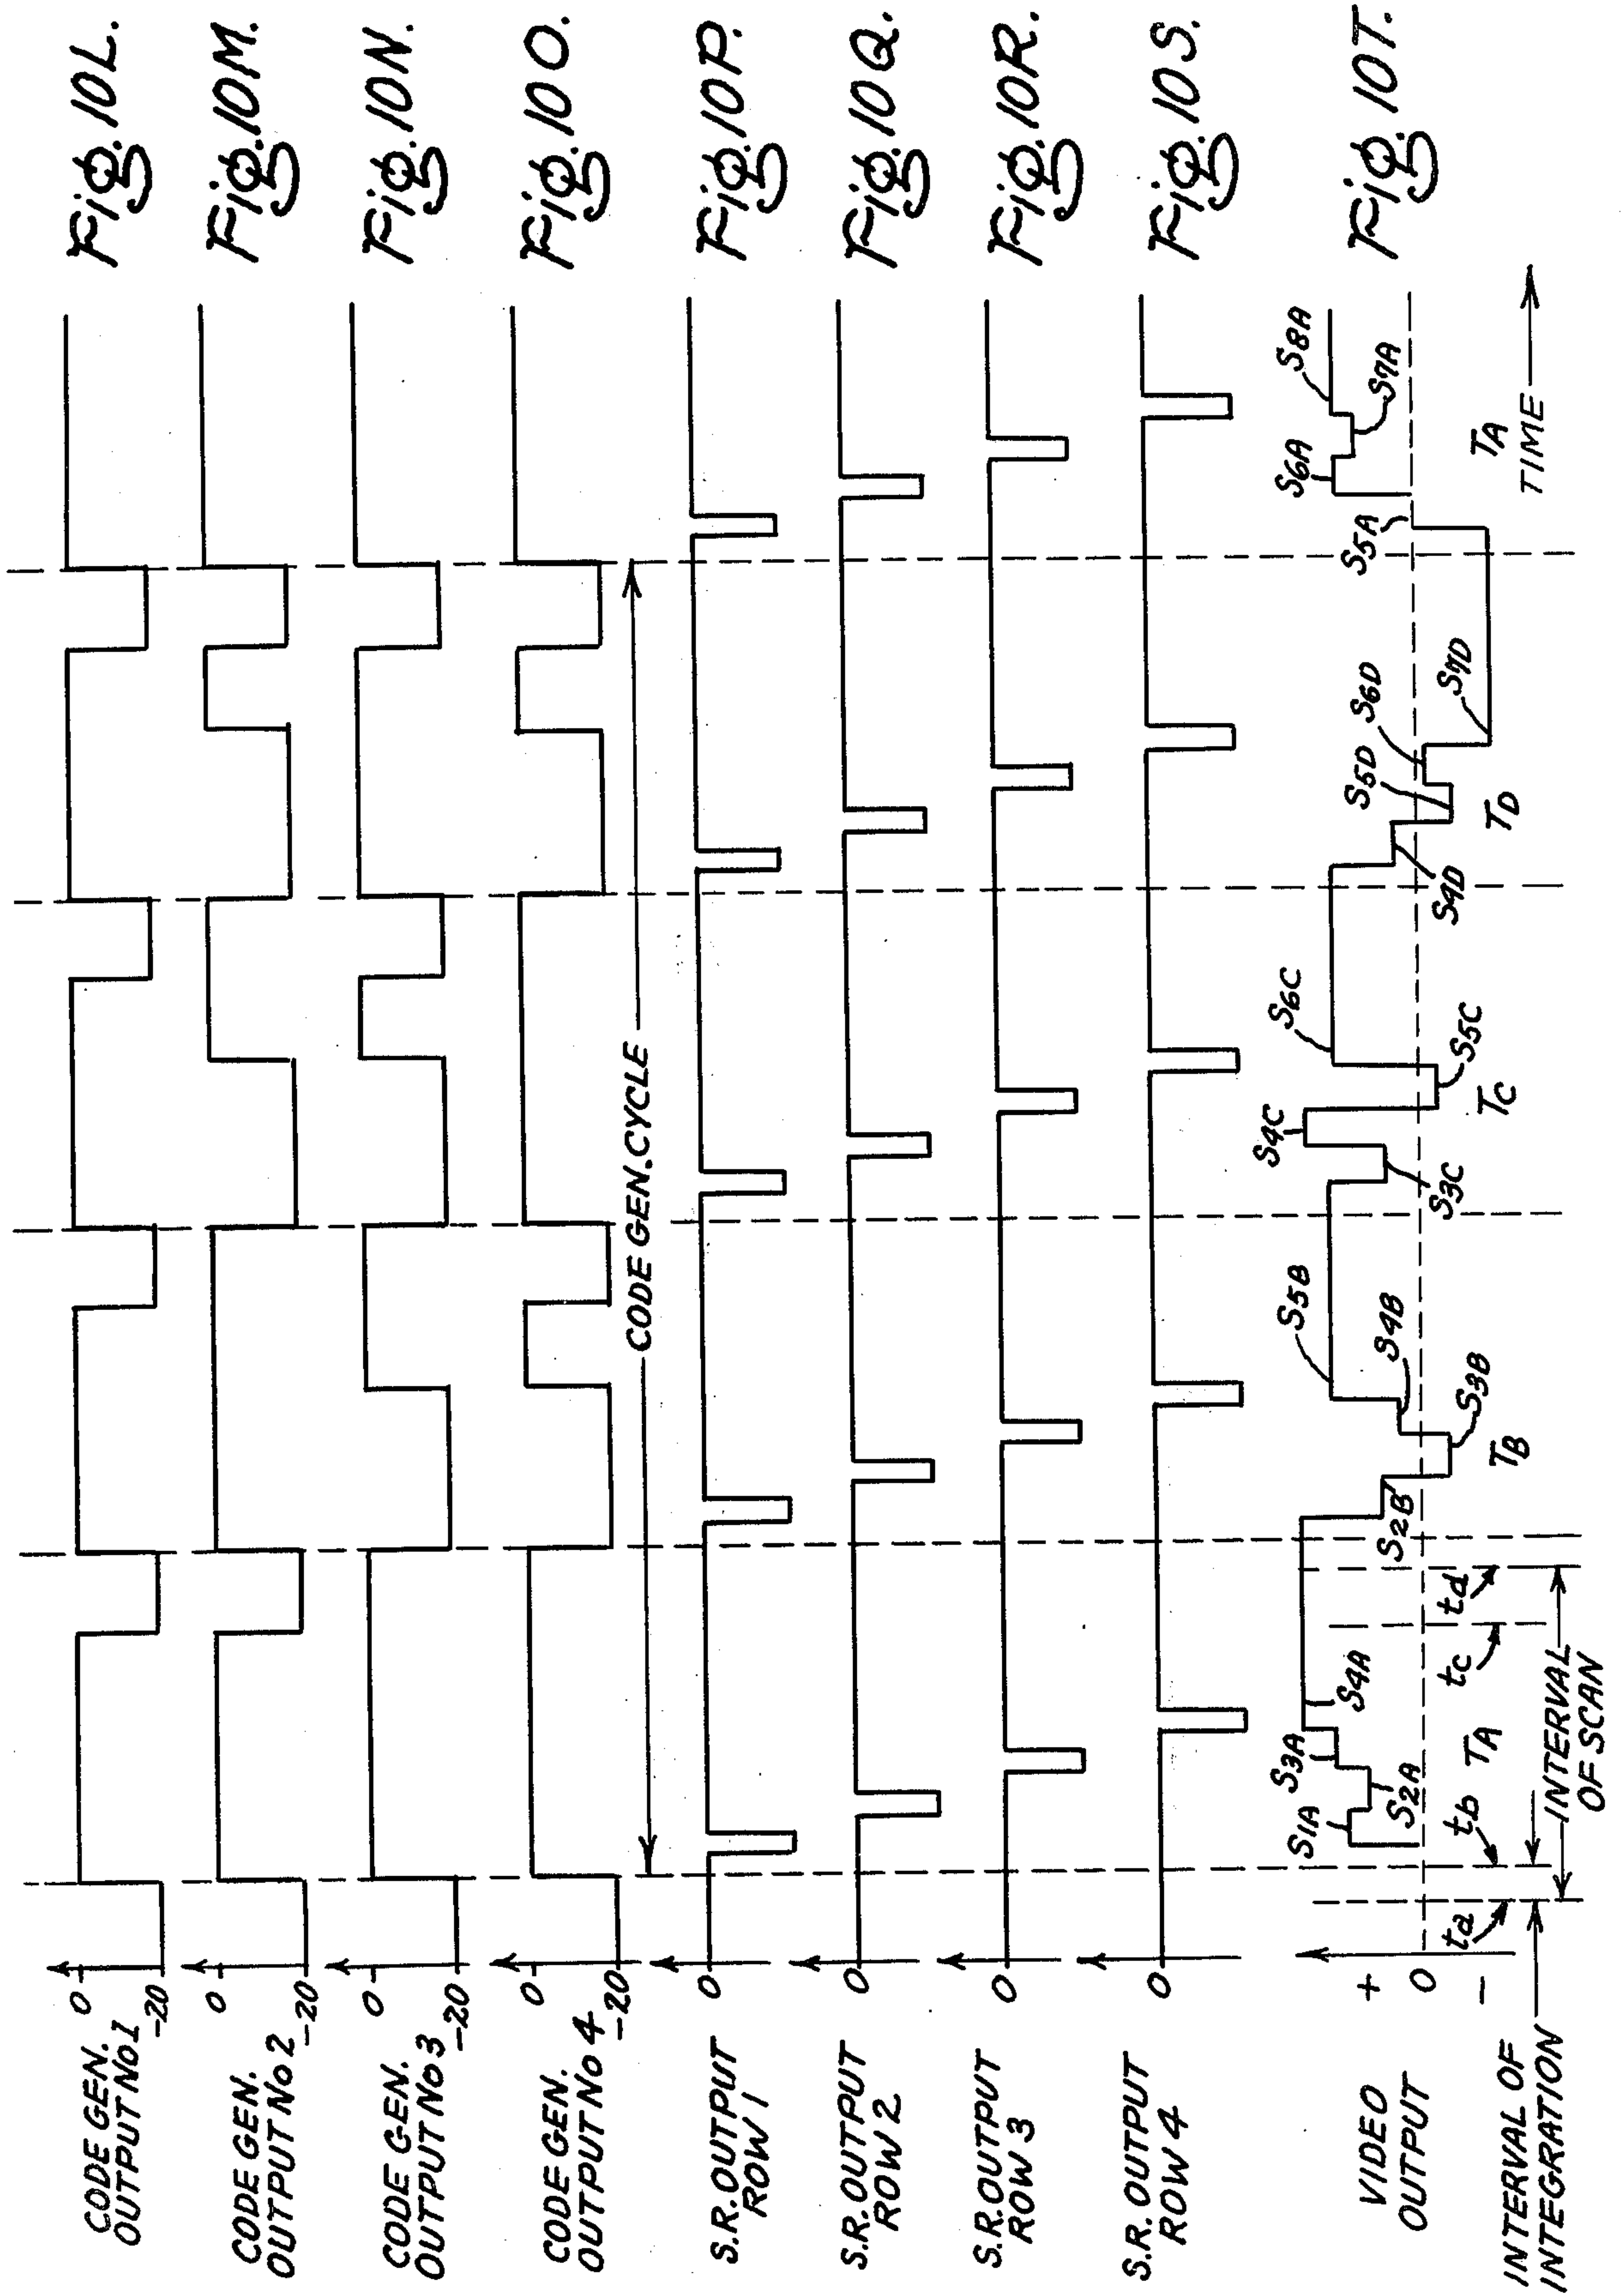 Fig. 10L.
CODE GEN.
OUTPUT No 1
0
-20
Fig. 10M.
CODE GEN.
OUTPUT No 2
0
-20
Fig. 10N.
CODE GEN.
OUTPUT No 3
0
-20
Fig. 10O.
CODE GEN.
OUTPUT No 4
0
-20
CODE GEN. CYCLE
Fig. 10P.
S.R. OUTPUT
ROW 1
0
Fig. 10Q.
S.R. OUTPUT
ROW 2
0
Fig. 10R.
S.R. OUTPUT
ROW 3
0
Fig. 10S.
S.R. OUTPUT
ROW 4
0
Fig. 10T.
VIDEO
OUTPUT
+
0
-
S1A
S2A
S3A
S4A
S2B
S3B
S4B
S5B
S3C
S4C
S5C
S6C
S4D
S5D
S6D
S7D
S5A
S6A
S7A
S8A
ta
tb
TA
tc
td
TB
TC
TD
TA
TIME
INTERVAL OF
INTEGRATION
INTERVAL
OF SCAN